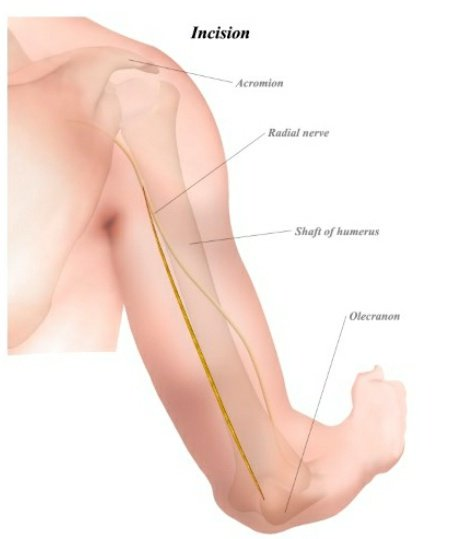 Incision
Acromion
Radial nerve
Shaft of humerus
Olecranon